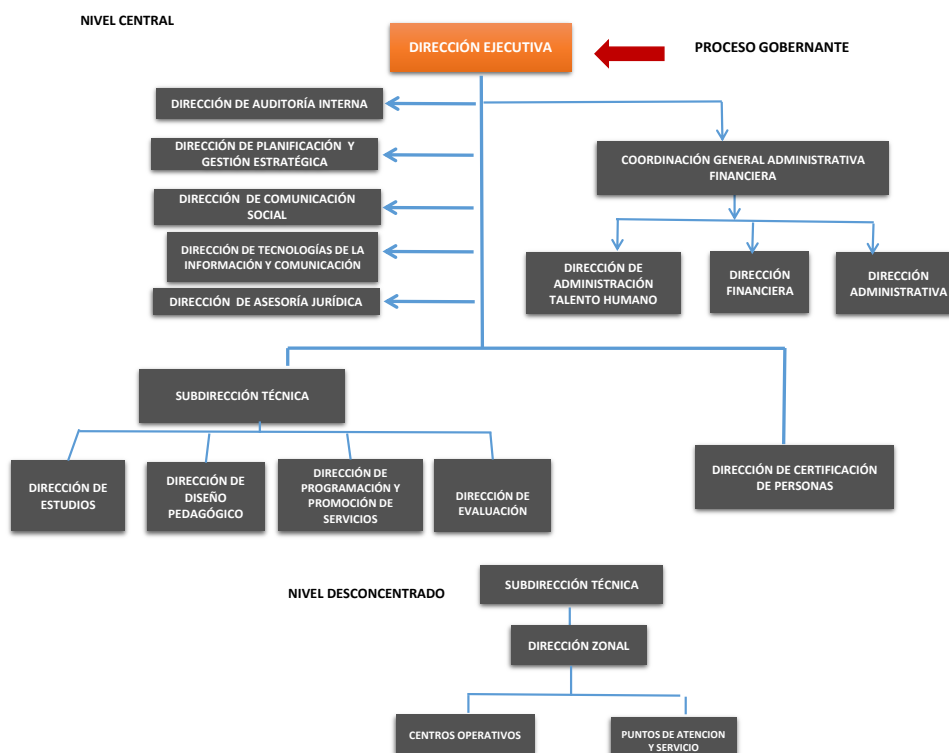 NIVEL CENTRAL
DIRECCIÓN EJECUTIVA
PROCESO GOBERNANTE
DIRECCIÓN DE AUDITORÍA INTERNA
DIRECCIÓN DE PLANIFICACIÓN Y
GESTIÓN ESTRATÉGICA
COORDINACIÓN GENERAL ADMINISTRATIVA
FINANCIERA
DIRECCIÓN DE COMUNICACIÓN
SOCIAL
DIRECCIÓN DE TECNOLOGÍAS DE LA
INFORMACIÓN Y COMUNICACIÓN
DIRECCIÓN DE ASESORÍA JURÍDICA
DIRECCIÓN DE
ADMINISTRACIÓN
TALENTO HUMANO
DIRECCIÓN
FINANCIERA
DIRECCIÓN
ADMINISTRATIVA
SUBDIRECCIÓN TÉCNICA
DIRECCIÓN DE
ESTUDIOS
DIRECCIÓN DE
DISEÑO
PEDAGÓGICO
DIRECCIÓN DE
PROGRAMACIÓN Y
PROMOCIÓN DE
SERVICIOS
DIRECCIÓN DE
EVALUACIÓN
DIRECCIÓN DE CERTIFICACIÓN
DE PERSONAS
NIVEL DESCONCENTRADO
SUBDIRECCIÓN TÉCNICA
DIRECCIÓN ZONAL
CENTROS OPERATIVOS
PUNTOS DE ATENCION
Y SERVICIO